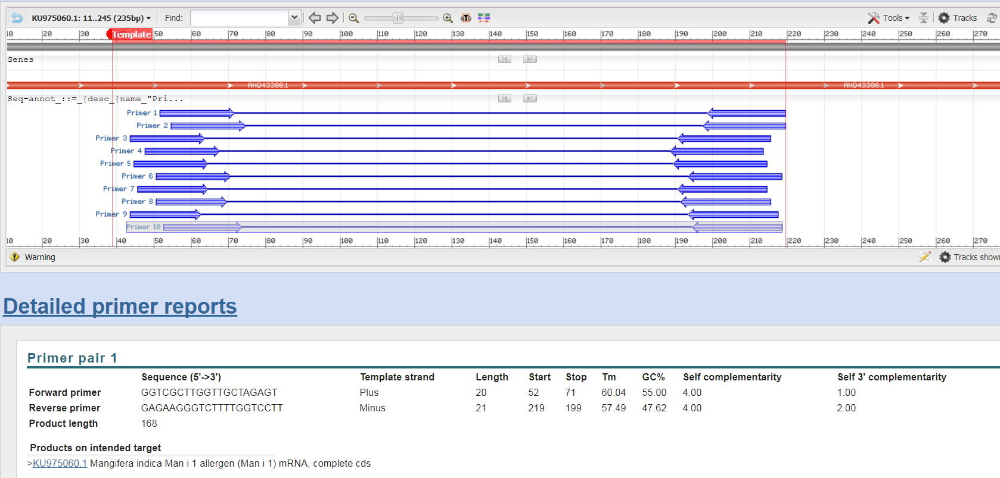 KU975060.1: 11..245 (235bp) Find: ATG Tools Tracks
Template
10 20 30 40 50 60 70 80 90 100 110 120 130 140 150 160 170 180 190 200 210 220 230 240 250 260 270
Genes
ANQ43386.1 ANQ43386.1
Seq-annot_::=_{desc_{name_"Pri...
Primer 1
Primer 2
Primer 3
Primer 4
Primer 5
Primer 6
Primer 7
Primer 8
Primer 9
Primer 10
10 20 30 40 50 60 70 80 90 100 110 120 130 140 150 160 170 180 190 200 210 220 230 240 250 260 270
Warning Tracks shown
Detailed primer reports
Primer pair 1
Sequence (5'->3') Template strand Length Start Stop Tm GC% Self complementarity Self 3' complementarity
Forward primer GGTCGCTTGGTTGCTAGAGT Plus 20 52 71 60.04 55.00 4.00 1.00
Reverse primer GAGAAGGGTCTTTTGGTCCTT Minus 21 219 199 57.49 47.62 4.00 2.00
Product length 168
Products on intended target
>KU975060.1 Mangifera indica Man i 1 allergen (Man i 1) mRNA, complete cds